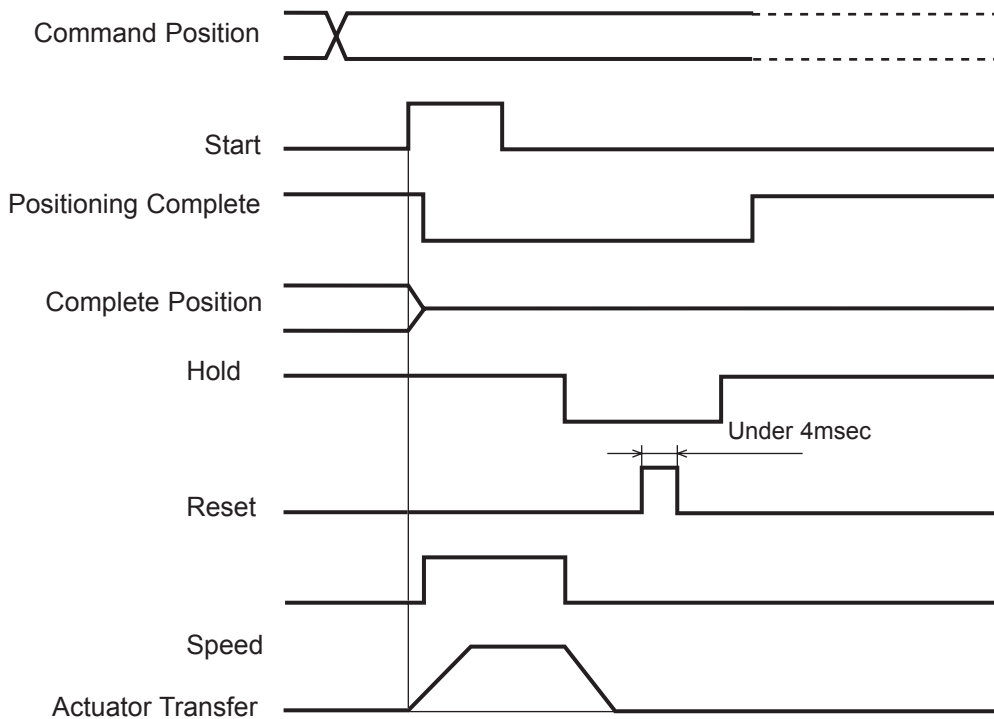 Command Position
Start
Positioning Complete
Complete Position
Hold
Under 4msec
Reset
Speed
Actuator Transfer